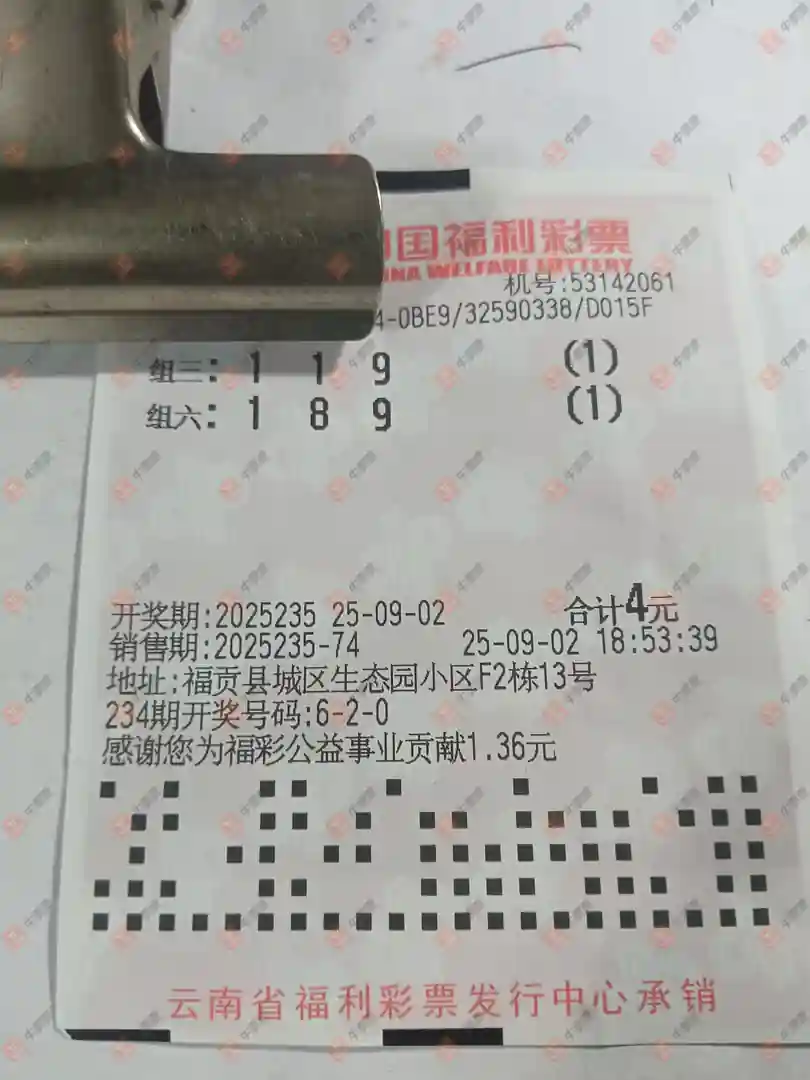 中国福利彩票
NA WELFARE LOTTERY
机号:53142061
4-0BE9/32590338/D015F
组三: 1 1 9 (1)
组六: 1 8 9 (1)
开奖期:2025235 25-09-02 合计4元
销售期:2025235-74 25-09-02 18:53:39
地址:福贡县城区生态园小区F2栋13号
234期开奖号码:6-2-0
感谢您为福彩公益事业贡献1.36元
云南省福利彩票发行中心承销